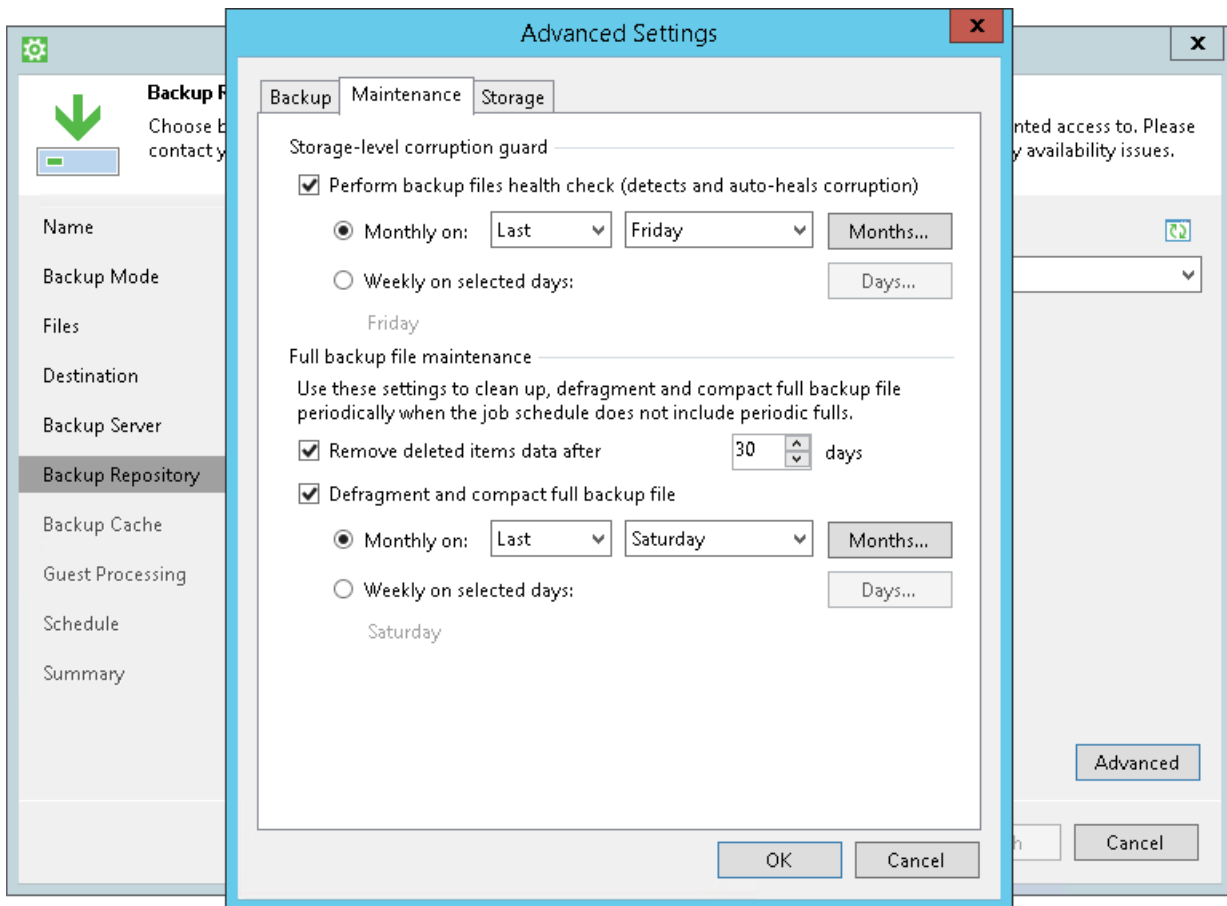 Advanced Settings
X
X
Backup R
Choose b
contact y
nted access to. Please
y availability issues.
Name
Backup Mode
Files
Destination
Backup Server
Backup Repository
Backup Cache
Guest Processing
Schedule
Summary
Backup Maintenance Storage
Storage-level corruption guard
Perform backup files health check (detects and auto-heals corruption)
Monthly on: Last Friday Months...
Weekly on selected days: Days...
Friday
Full backup file maintenance
Use these settings to clean up, defragment and compact full backup file
periodically when the job schedule does not include periodic fulls.
Remove deleted items data after 30 days
Defragment and compact full backup file
Monthly on: Last Saturday Months...
Weekly on selected days: Days...
Saturday
OK Cancel
Advanced
h Cancel